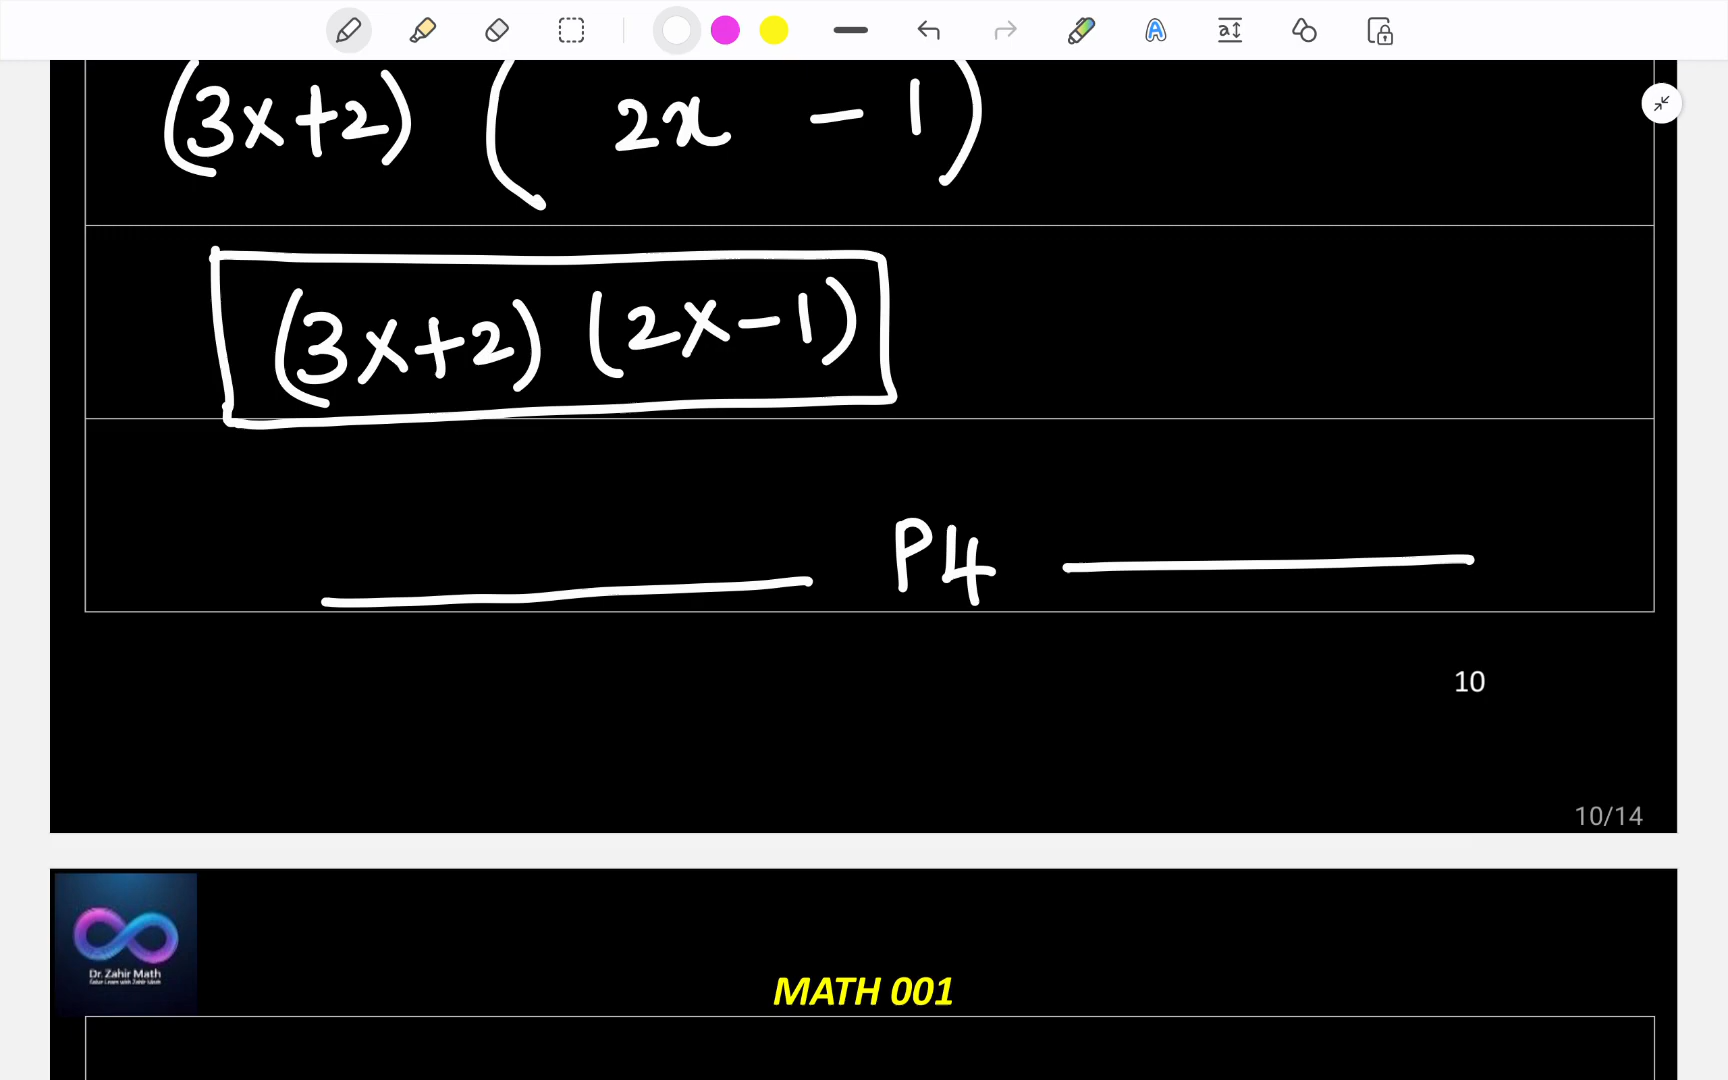 (3x+2) ( 2x - 1)
(3x+2) (2x-1)
P4
10
10/14
Dr. Zahir Math
MATH 001